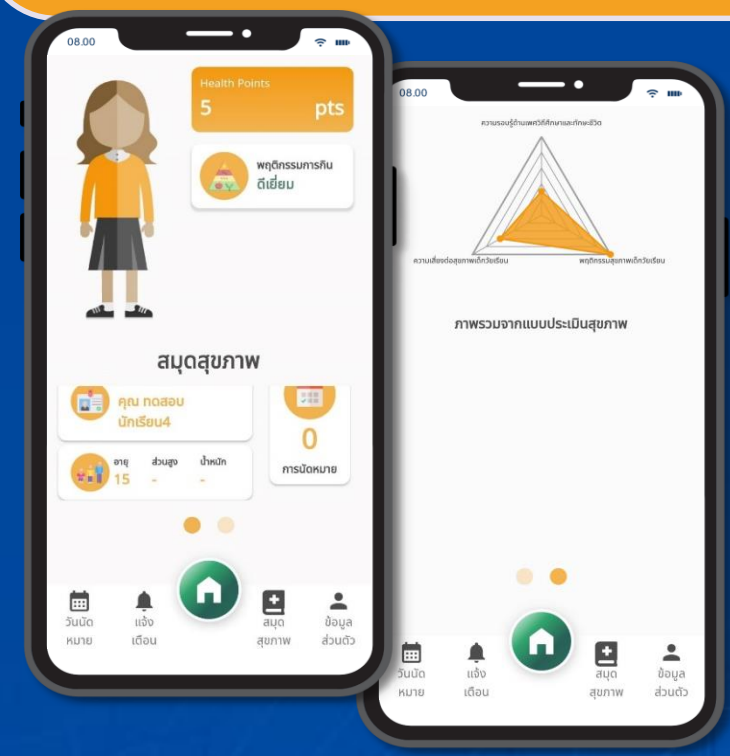 08.00
Health Points
5 pts
พฤติกรรมการกิน
ดีเยี่ยม
สมุดสุขภาพ
คุณ ทดสอบ
นักเรียน4
0
การนัดหมาย
อายุ ส่วนสูง น้ำหนัก
15 - -
วันนัด
หมาย
แจ้ง
เตือน
สมุด
สุขภาพ
ข้อมูล
ส่วนตัว
08.00
ความรอบรู้ด้านเพศวิถีศึกษาและทักษะชีวิต
ความเสี่ยงต่อสุขภาพเด็กวัยเรียน
พฤติกรรมสุขภาพเด็กวัยเรียน
ภาพรวมจากแบบประเมินสุขภาพ
วันนัด
หมาย
แจ้ง
เตือน
สมุด
สุขภาพ
ข้อมูล
ส่วนตัว